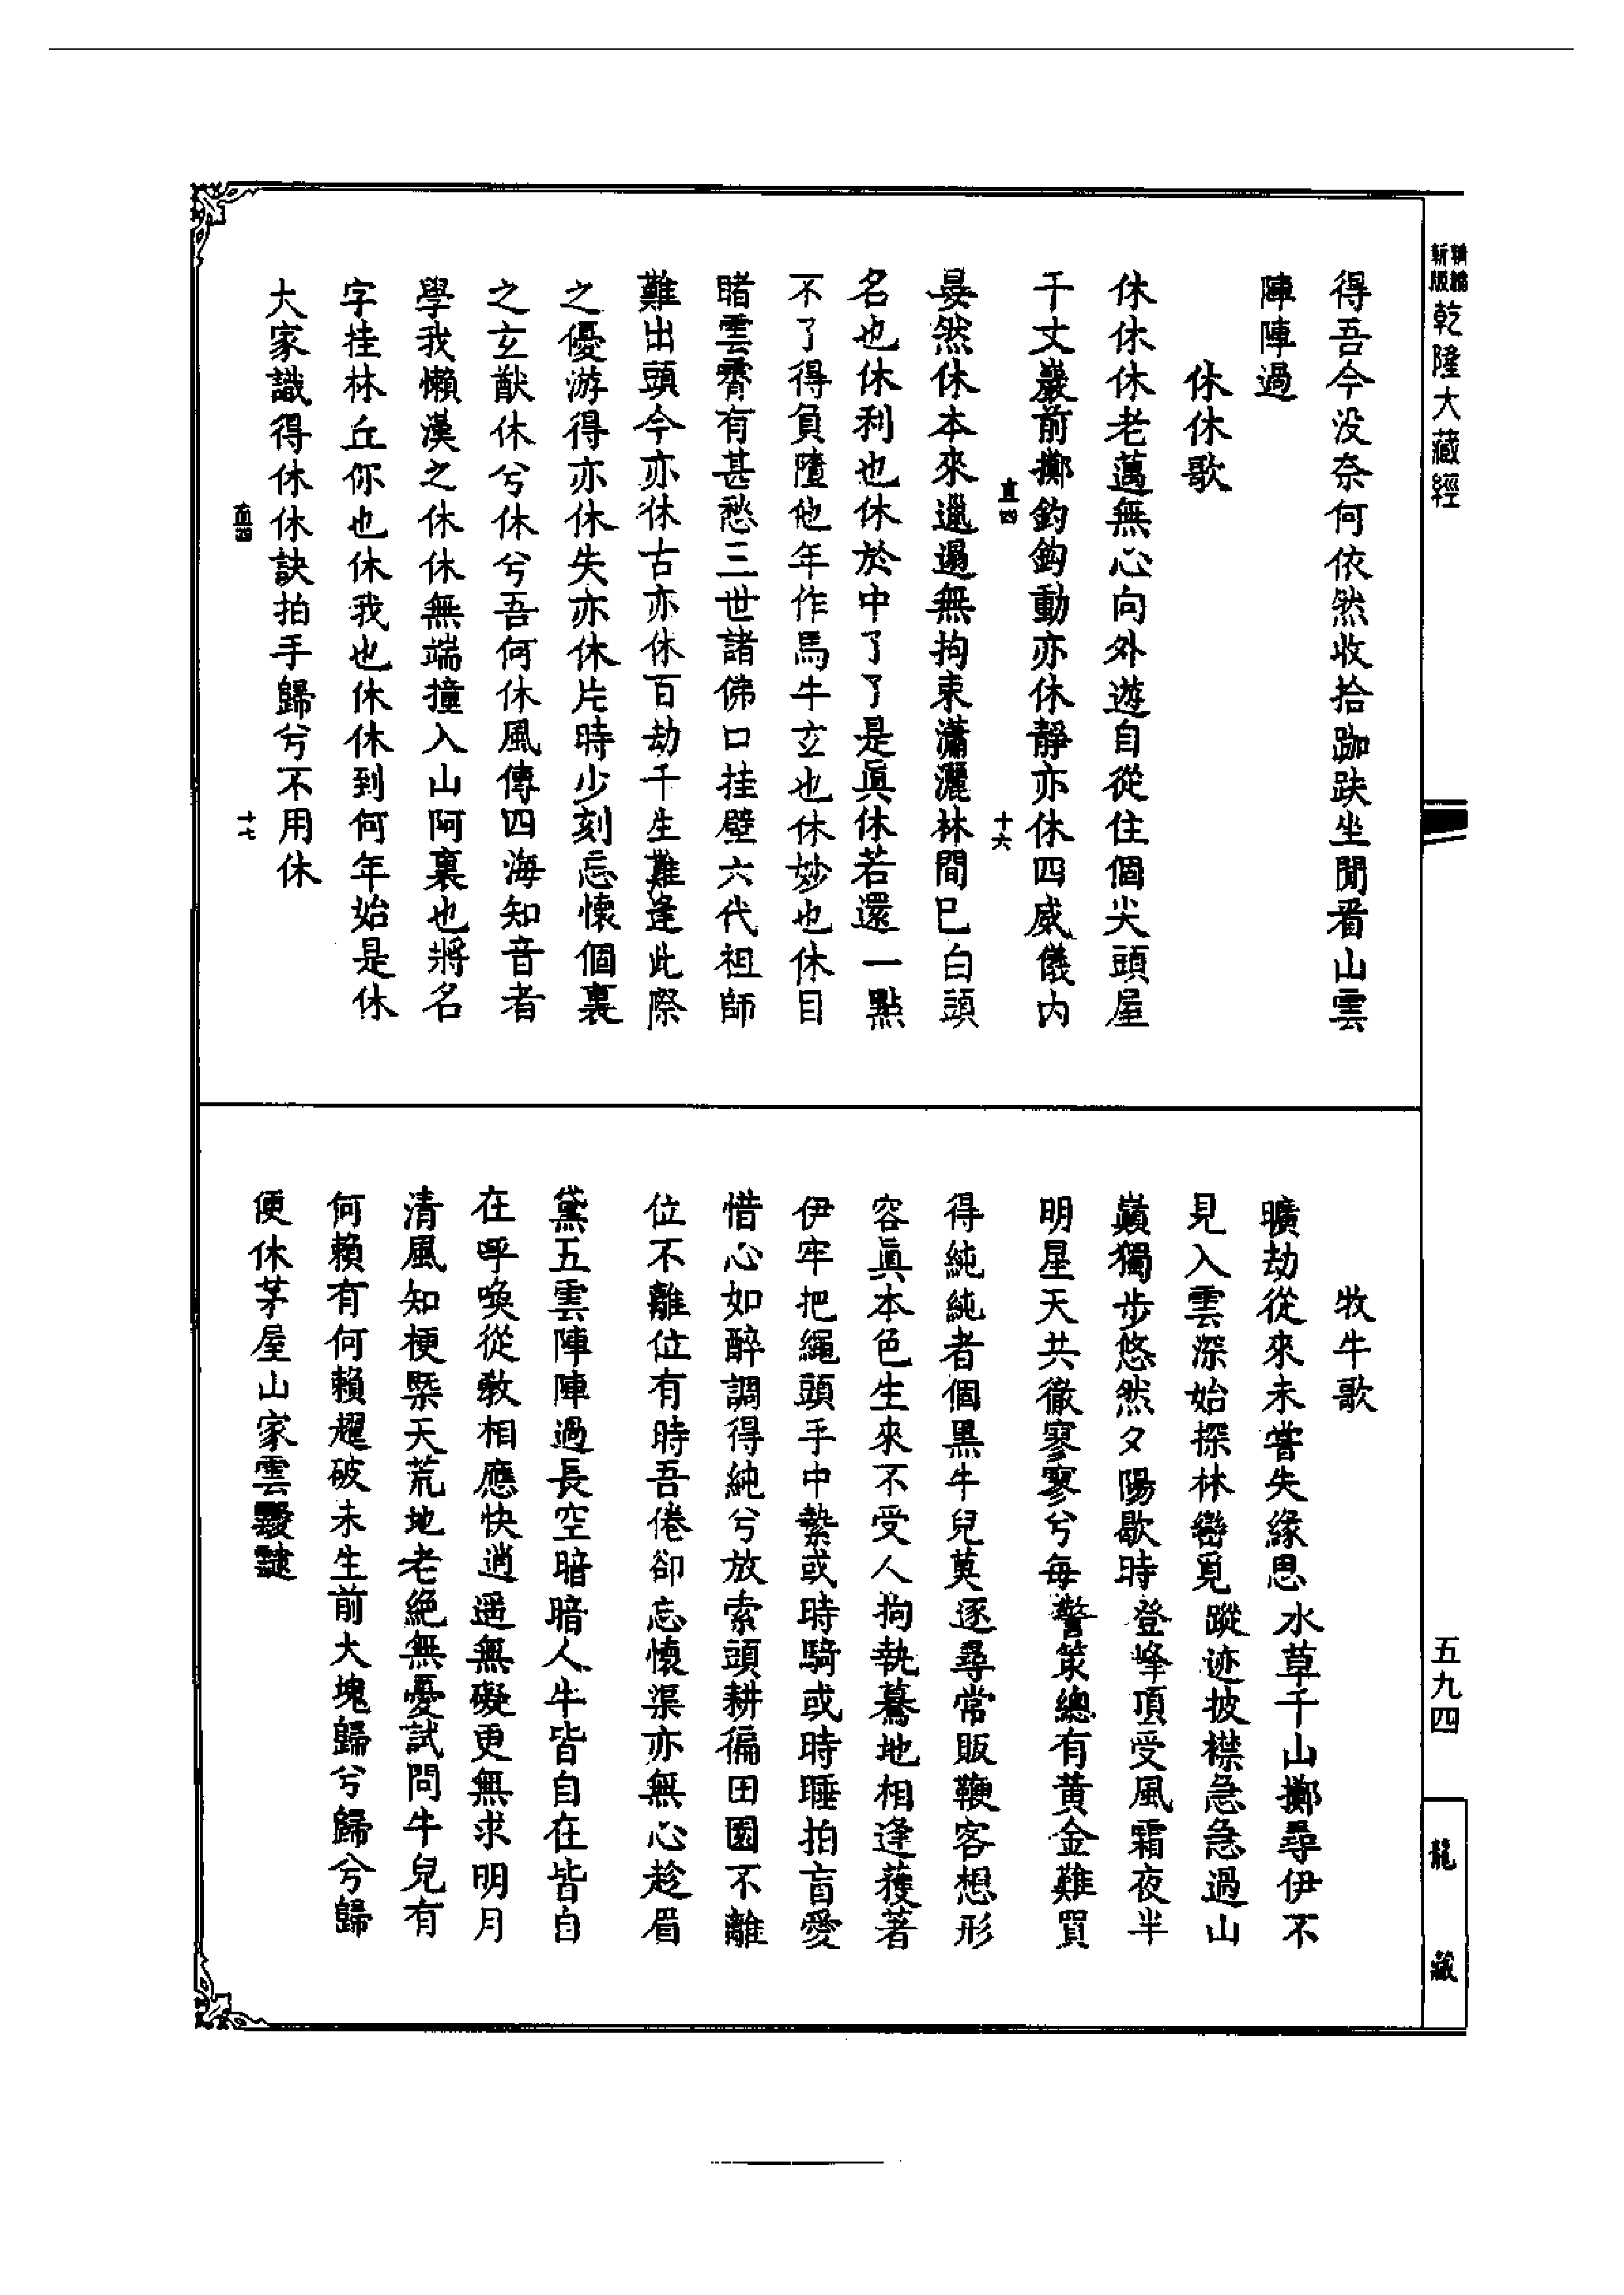 新版
精編
乾隆大藏經
得吾今没奈何依然收拾跏趺坐閒看山雲
陣陣過
休休歌
休休休老邁無心向外遊自從住個尖頭屋
千丈巖前擲釣鈎動亦休靜亦休四威儀内
直四
十六
晏然休本來邋遢無拘束瀟灑林間已白頭
名也休利也休於中了了是眞休若還一點
不了得負墮他年作馬牛玄也休妙也休目
睹雲霄有甚愁三世諸佛口挂壁六代祖師
難出頭今亦休古亦休百劫千生難逢此際
之優游得亦休失亦休片時少刻忘懷個裏
之玄猷休兮休兮吾何休風傳四海知音者
學我懶漢之休休無端撞入山阿裏也將名
字挂林丘你也休我也休休到何年始是休
大家識得休休訣拍手歸兮不用休
直四
十七
牧牛歌
曠劫從來未嘗失緣思水草千山擲尋伊不
見入雲深始探林巒覓蹤迹披襟急急過山
巔獨步悠然夕陽歇時登峰頂受風霜夜半
明星天共徹寥寥兮每警策總有黄金難買
得純純者個黑牛兒莫逐尋常販鞭客想形
容眞本色生來不受人拘執驀地相逢獲著
伊牢把繩頭手中縶或時騎或時睡拍盲愛
惜心如醉調得純兮放索頭耕徧田園不離
位不離位有時吾倦卻忘懷渠亦無心趁眉
黛五雲陣陣過長空暗暗人牛皆自在皆自
在呼喚從教相應快逍遥無礙更無求明月
清風知梗槩天荒地老絕無憂試問牛兒有
何賴有何賴耀破未生前大塊歸兮歸兮歸
便休茅屋山家雲靉靆
五九四
龍藏